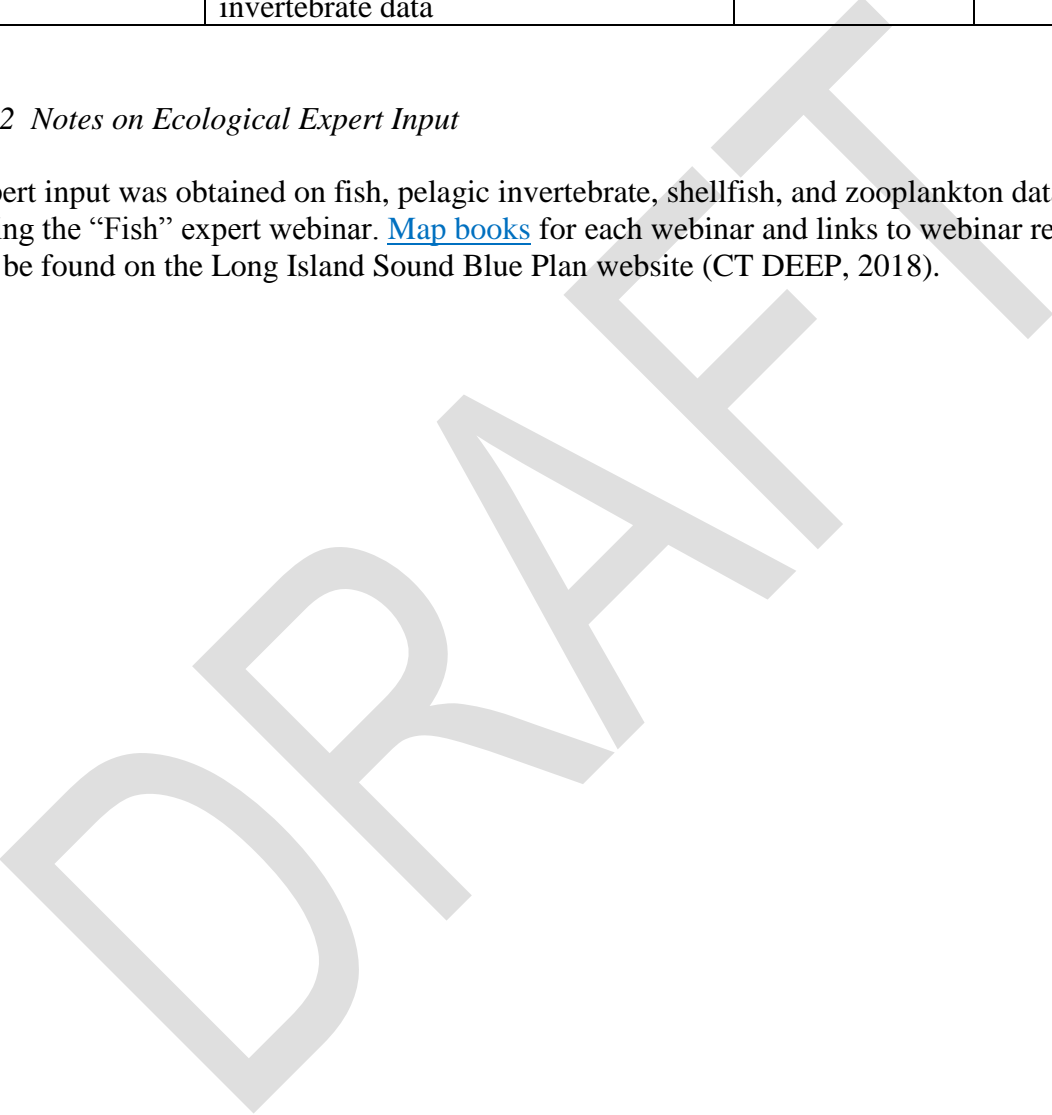 invertebrate data
2 Notes on Ecological Expert Input
pert input was obtained on fish, pelagic invertebrate, shellfish, and zooplankton dat
ing the “Fish” expert webinar. Map books for each webinar and links to webinar re
be found on the Long Island Sound Blue Plan website (CT DEEP, 2018).
DRAFT